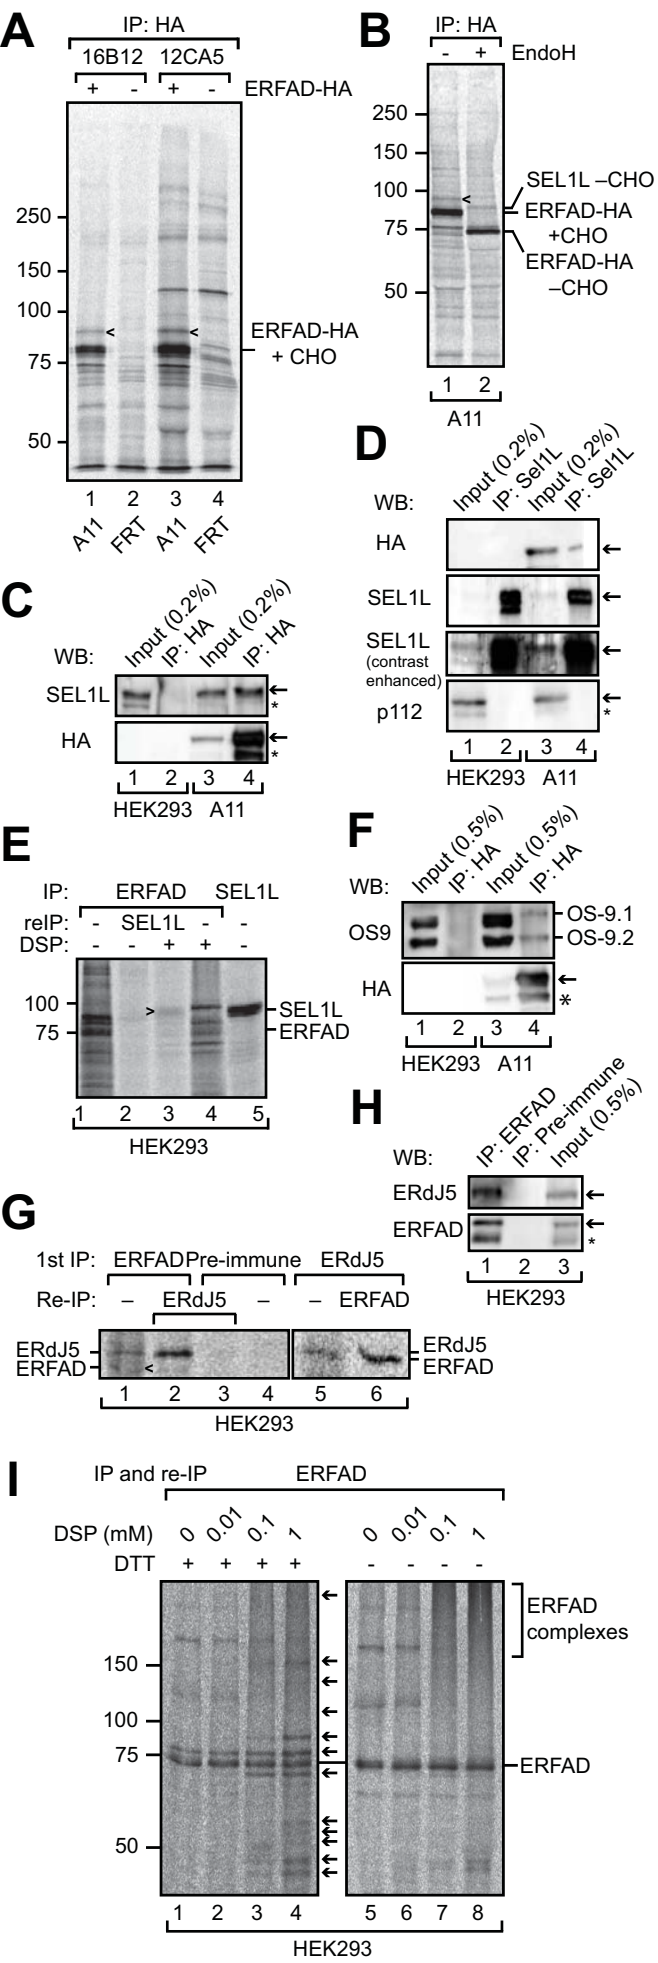 A
IP: HA
16B12 12CA5
+ - + - ERFAD-HA
250
150
100
75
50
<
<
ERFAD-HA
+ CHO
1 2 3 4
A11 FRT A11 FRT
B
IP: HA
- + EndoH
250
150
100
75
50
<
SEL1L –CHO
ERFAD-HA
+CHO
ERFAD-HA
–CHO
1 2
A11
C
Input (0.2%) IP: HA Input (0.2%) IP: HA
WB:
SEL1L ←
*
HA ←
*
1 2 3 4
HEK293 A11
D
Input (0.2%) IP: Sel1L Input (0.2%) IP: Sel1L
WB:
HA ←
SEL1L ←
SEL1L ←
(contrast
enhanced)
p112 ←
*
1 2 3 4
HEK293 A11
E
IP: ERFAD SEL1L
reIP: - SEL1L - -
DSP: - - + + -
100
75
>
SEL1L
ERFAD
1 2 3 4 5
HEK293
F
Input (0.5%) IP: HA Input (0.5%) IP: HA
WB:
OS9
OS-9.1
OS-9.2
HA ←
*
1 2 3 4
HEK293 A11
G
1st IP: ERFAD Pre-immune ERdJ5
Re-IP: – ERdJ5 – – ERFAD
ERdJ5 ERdJ5
ERFAD < ERFAD
1 2 3 4 5 6
HEK293
H
IP: ERFAD IP: Pre-immune Input (0.5%)
WB:
ERdJ5 ←
ERFAD ←
*
1 2 3
HEK293
I
IP and re-IP ERFAD
DSP (mM) 0 0.01 0.1 1 0 0.01 0.1 1
DTT + + + + - - - -
ERFAD
complexes
150
100
75
ERFAD
50
1 2 3 4 5 6 7 8
HEK293